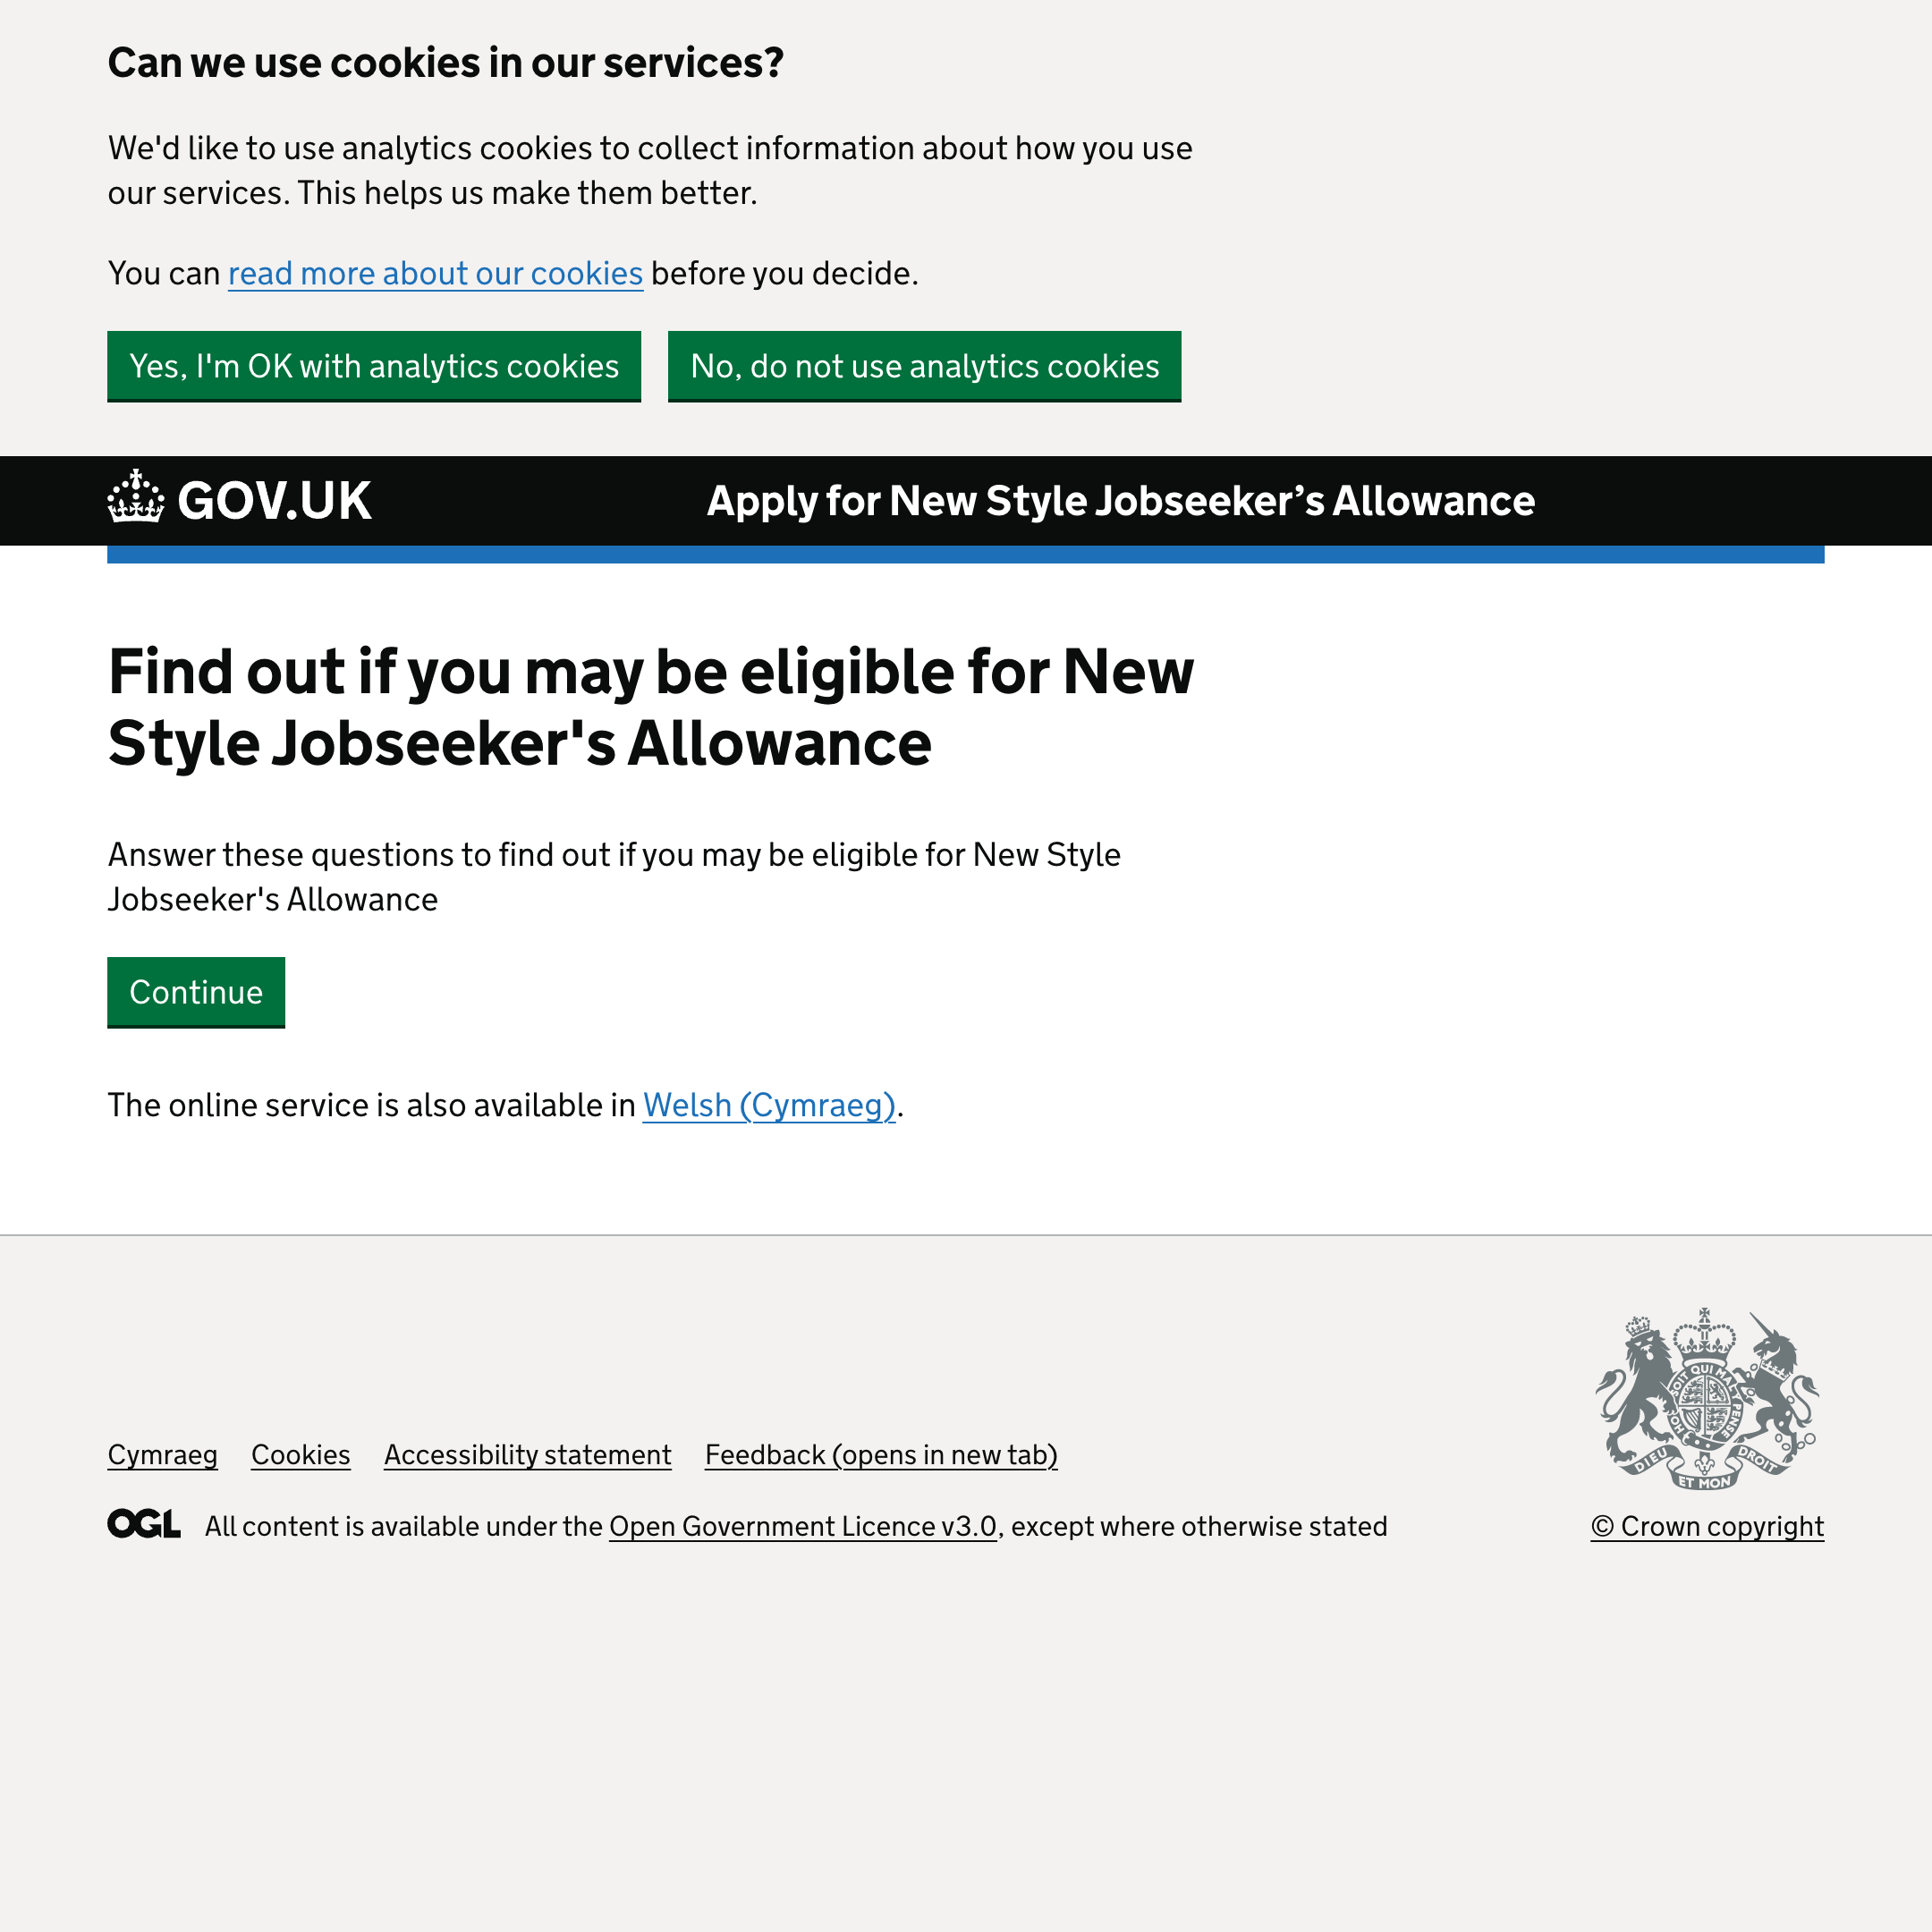 Can we use cookies in our services?
We'd like to use analytics cookies to collect information about how you use
our services. This helps us make them better.
You can read more about our cookies before you decide.
Yes, I'm OK with analytics cookies
No, do not use analytics cookies
GOV.UK
Apply for New Style Jobseeker’s Allowance
Find out if you may be eligible for New
Style Jobseeker's Allowance
Answer these questions to find out if you may be eligible for New Style
Jobseeker's Allowance
Continue
The online service is also available in Welsh (Cymraeg).
SOIT QUI MAL Y PENSE
HO
DIEU ET MON DROIT
Cymraeg Cookies Accessibility statement Feedback (opens in new tab)
OGL All content is available under the Open Government Licence v3.0, except where otherwise stated
© Crown copyright